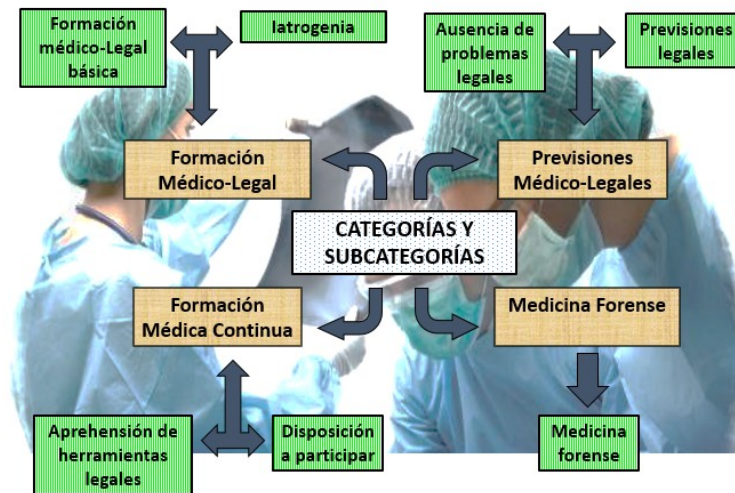 Formación
médico-Legal
básica
Iatrogenia
Ausencia de
problemas
legales
Previsiones
legales
Formación
Médico-Legal
Previsiones
Médico-Legales
CATEGORÍAS Y
SUBCATEGORÍAS
Formación
Médica Continua
Medicina Forense
Aprehensión de
herramientas
legales
Disposición
a participar
Medicina
forense